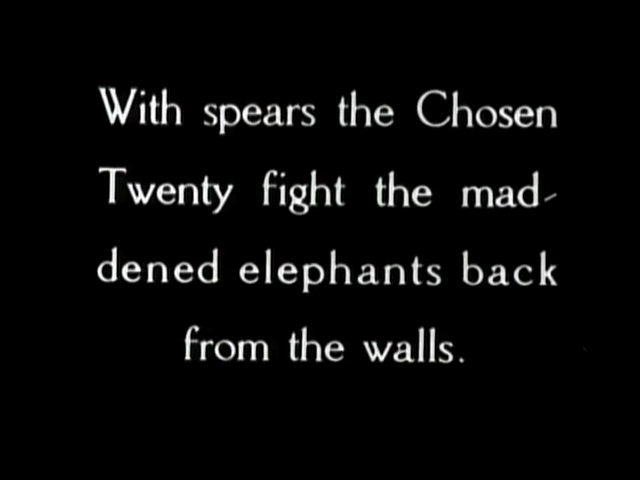 With spears the Chosen
Twenty fight the mad-
dened elephants back
from the walls.